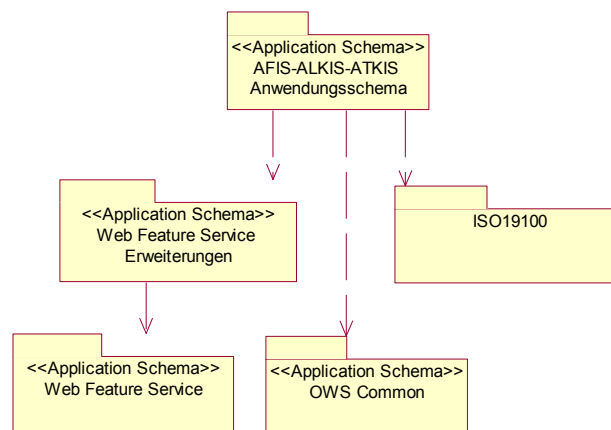 <<Application Schema>>
AFIS-ALKIS-ATKIS
Anwendungsschema
<<Application Schema>>
Web Feature Service
Erweiterungen
ISO19100
<<Application Schema>>
Web Feature Service
<<Application Schema>>
OWS Common